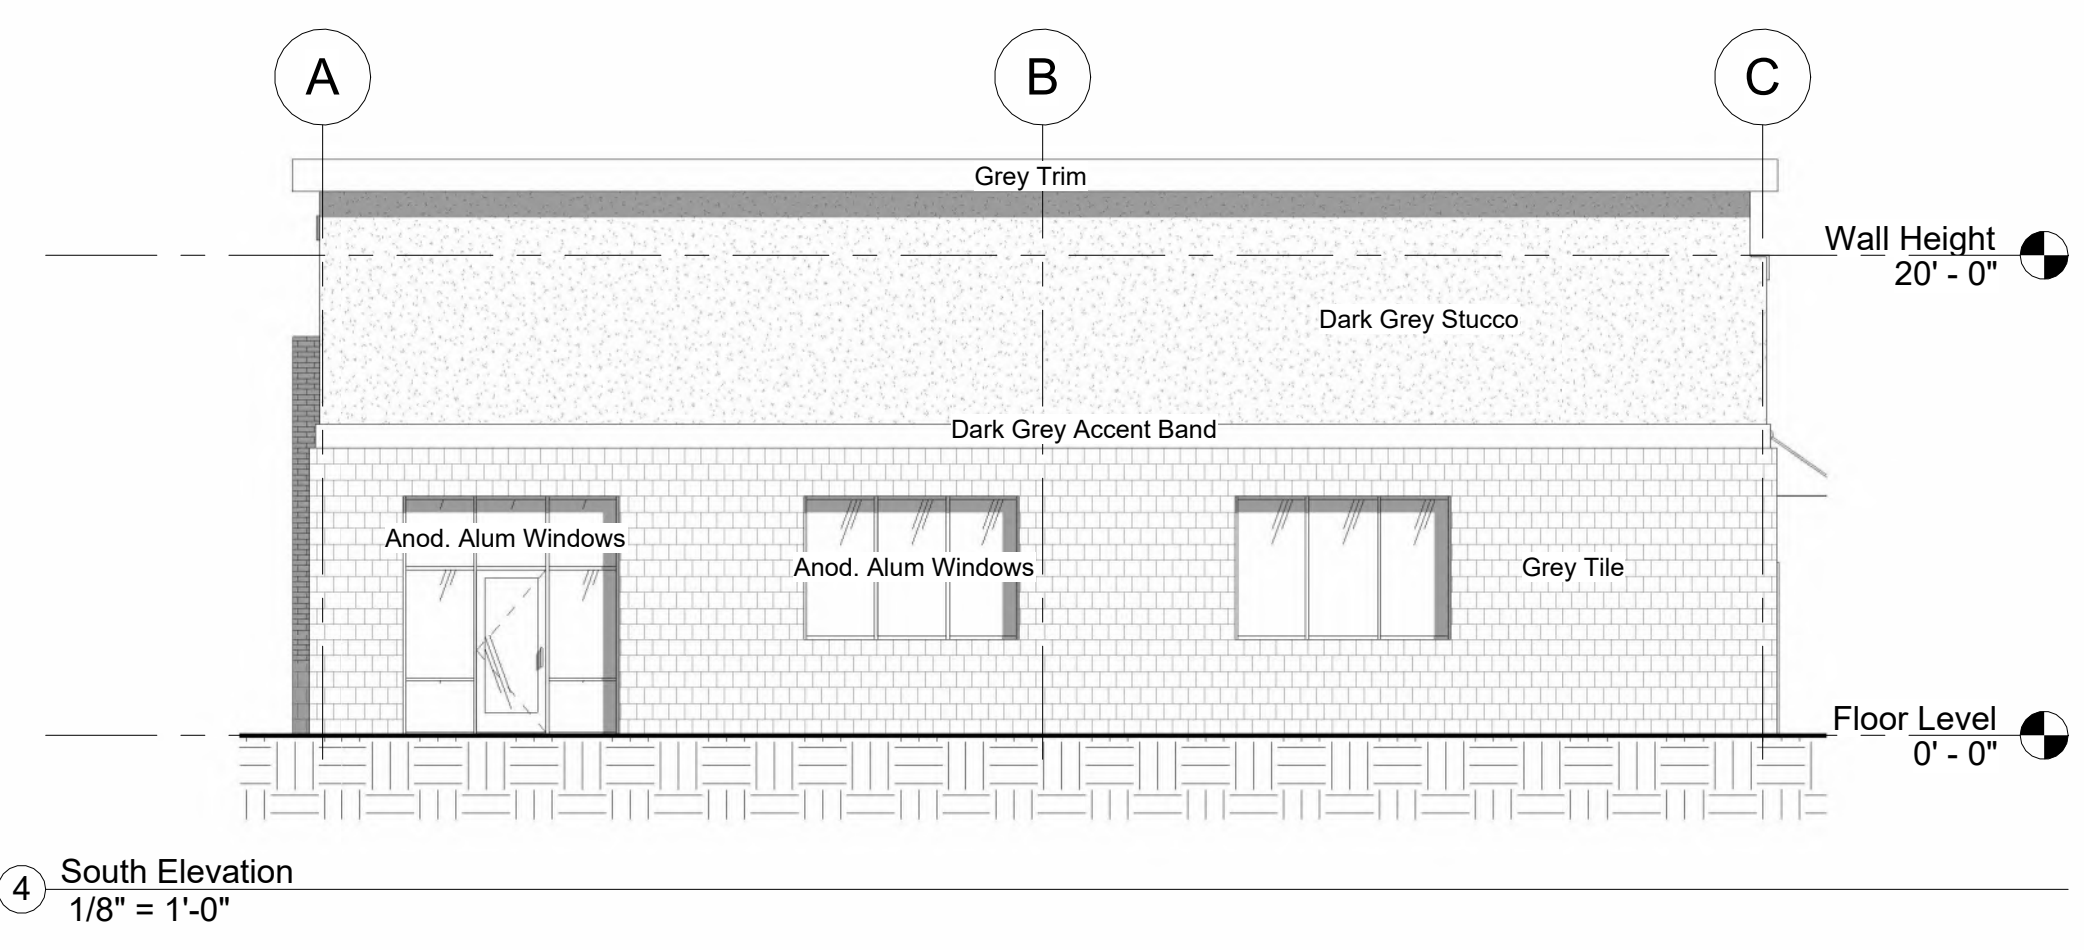 A
B
C
Grey Trim
Wall Height
20' - 0"
Dark Grey Stucco
Dark Grey Accent Band
Anod. Alum Windows
Anod. Alum Windows
Grey Tile
Floor Level
0' - 0"
4
South Elevation
1/8" = 1'-0"